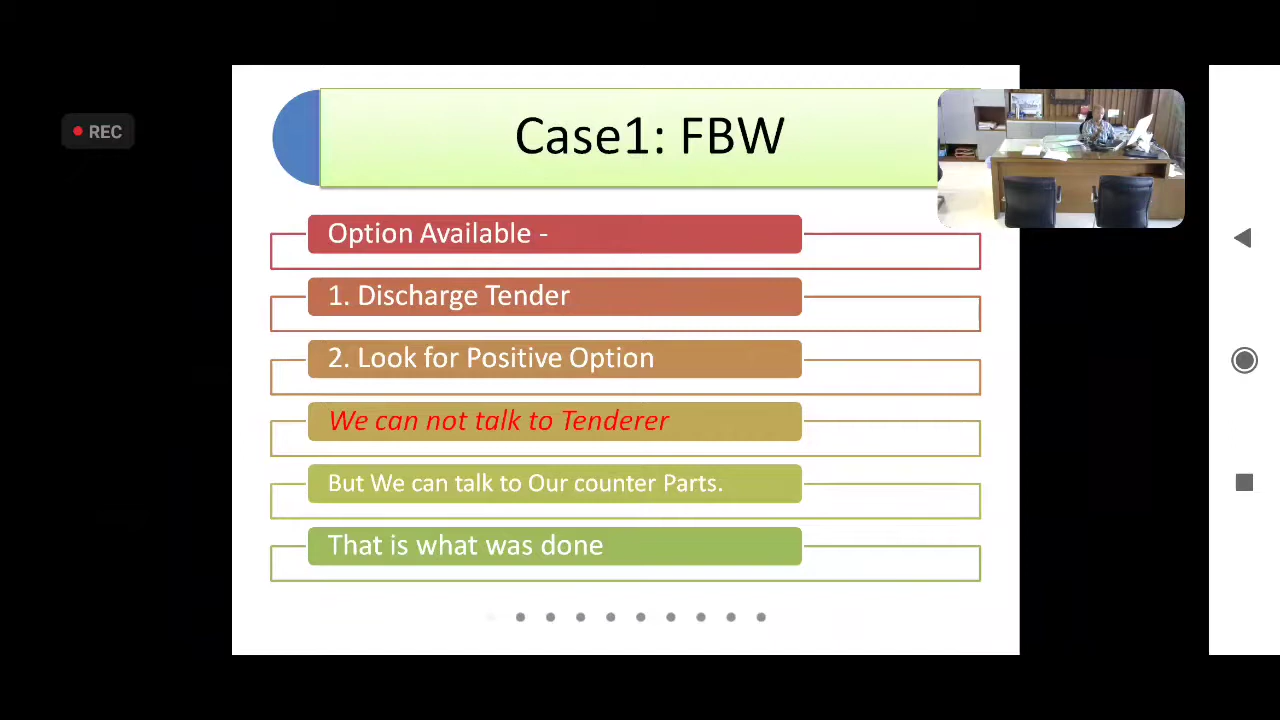 REC
Case1: FBW
Option Available -
1. Discharge Tender
2. Look for Positive Option
We can not talk to Tenderer
But We can talk to Our counter Parts.
That is what was done